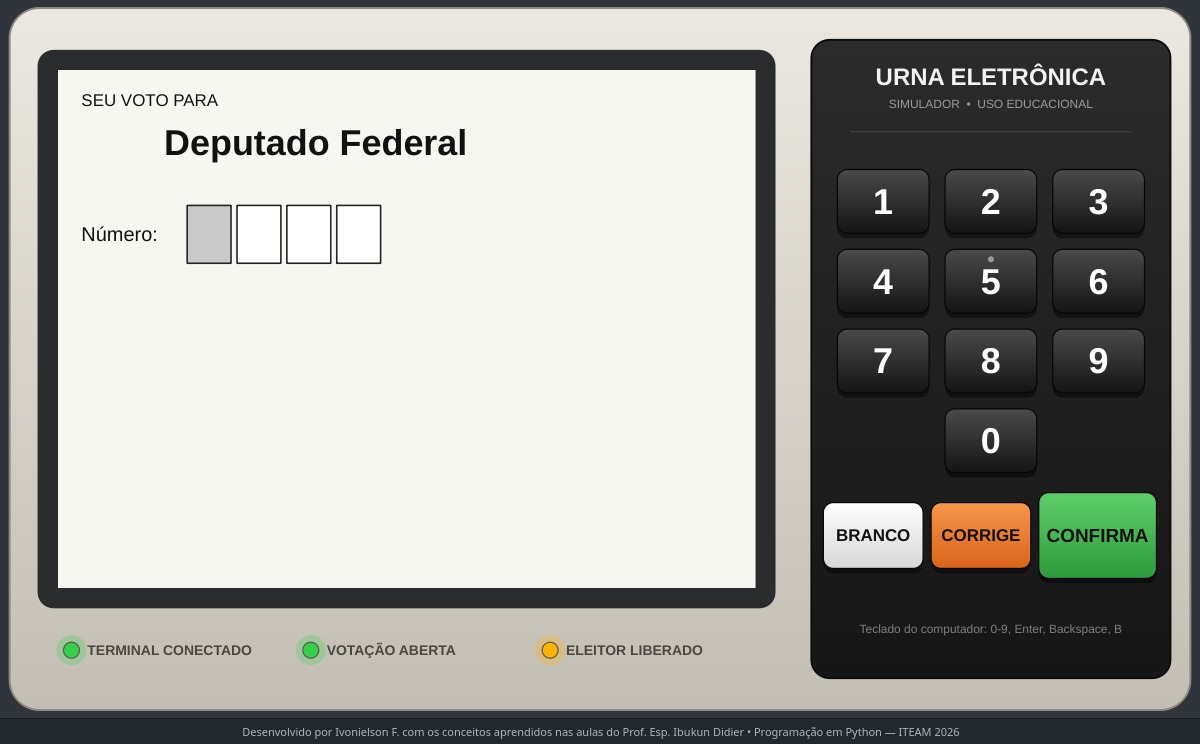 SEU VOTO PARA
Deputado Federal
Número:
TERMINAL CONECTADO
VOTAÇÃO ABERTA
ELEITOR LIBERADO
URNA ELETRÔNICA
SIMULADOR • USO EDUCACIONAL
1 2 3
4 5 6
7 8 9
0
BRANCO CORRIGE CONFIRMA
Teclado do computador: 0-9, Enter, Backspace, B
Desenvolvido por Ivonielson F. com os conceitos aprendidos nas aulas do Prof. Esp. Ibukun Didier • Programação em Python — ITEAM 2026